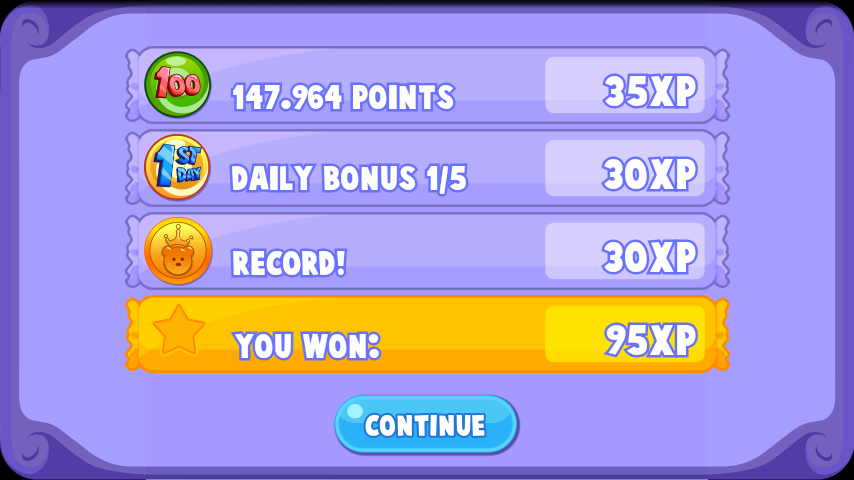 100
147.964 POINTS
35XP
1ST
DAY
DAILY BONUS 1/5
30XP
RECORD!
30XP
YOU WON:
95XP
CONTINUE